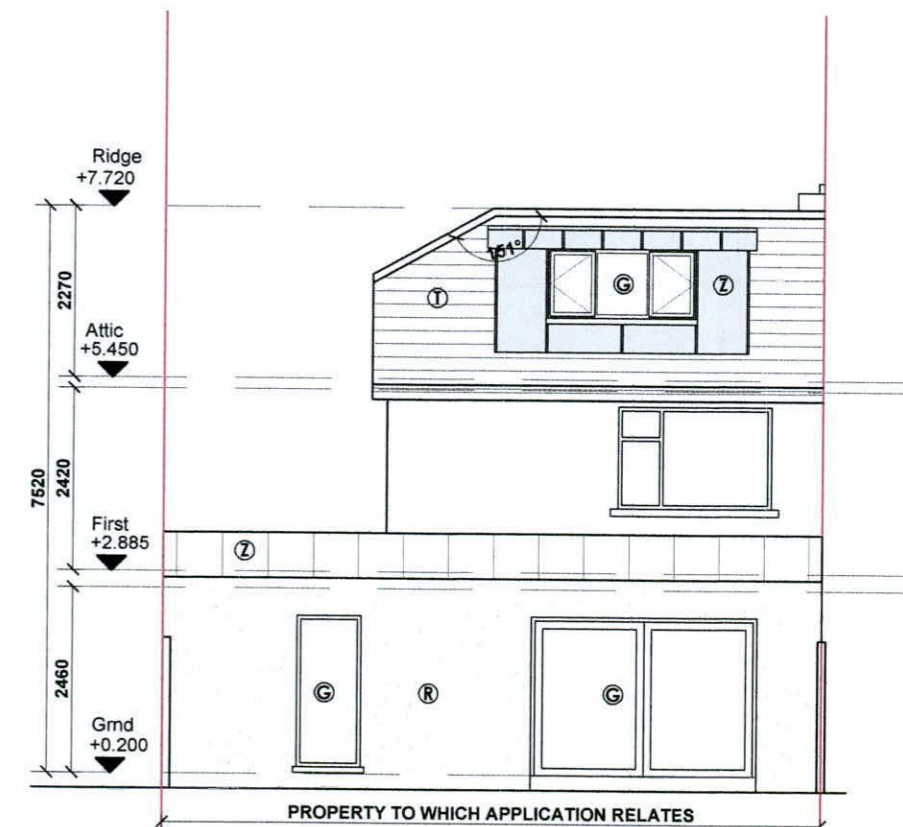 Ridge
+7.720
151°
G
Z
T
2270
Attic
+5.450
2420
7520
First
+2.885
Z
2460
G
R
G
Grnd
+0.200
PROPERTY TO WHICH APPLICATION RELATES